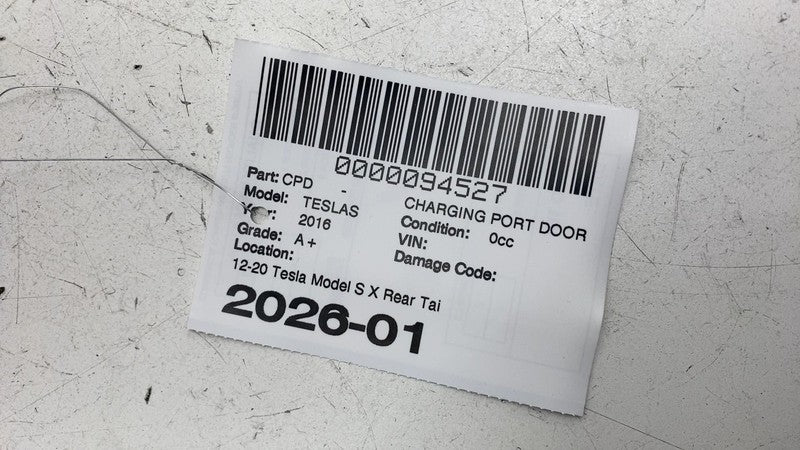 0000094527
Part: CPD - CHARGING PORT DOOR
Model: TESLAS Condition: 0cc
2016 VIN:
Grade: A+ Damage Code:
Location:
12-20 Tesla Model S X Rear Tai
2026-01